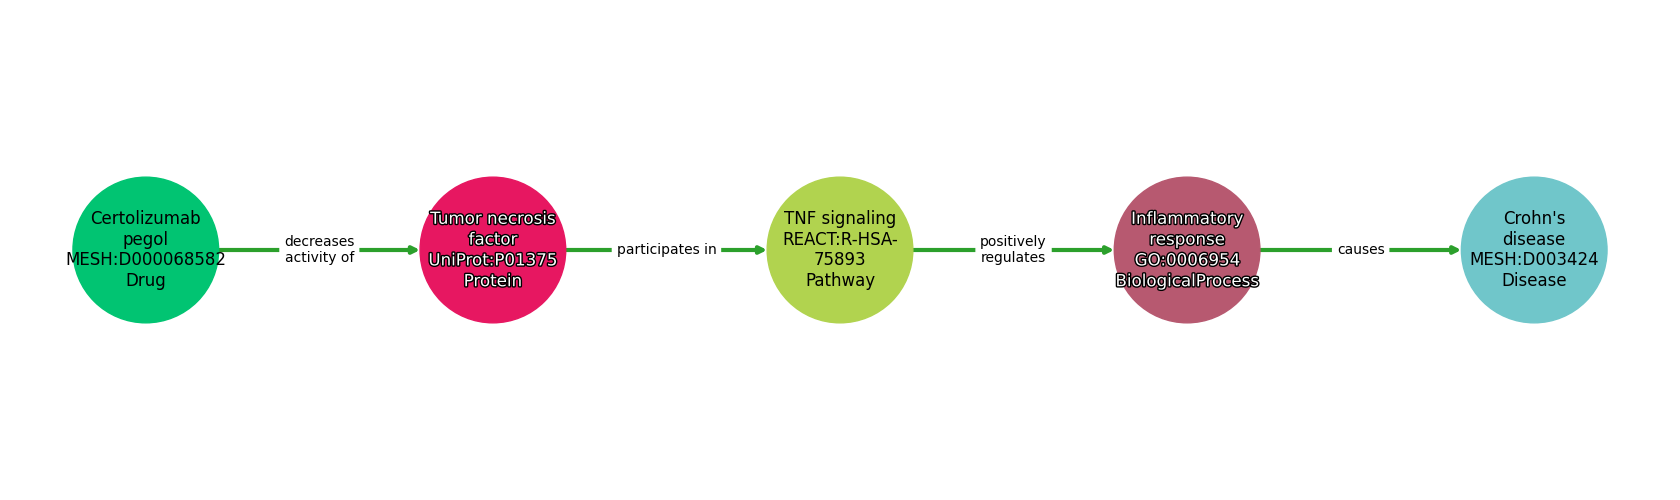 Certolizumab
pegol
MESH:D000068582
Drug
decreases
activity of
Tumor necrosis
factor
UniProt:P01375
Protein
participates in
TNF signaling
REACT:R-HSA-
75893
Pathway
positively
regulates
Inflammatory
response
GO:0006954
BiologicalProcess
causes
Crohn's
disease
MESH:D003424
Disease